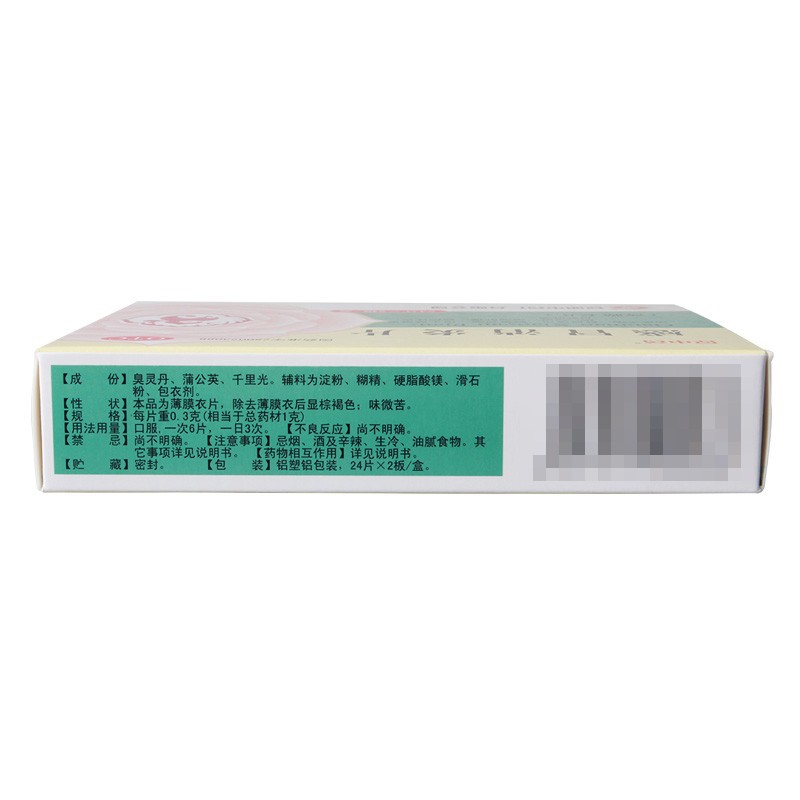 【成　份】臭灵丹、蒲公英、千里光。辅料为淀粉、糊精、硬脂酸镁、滑石
粉、包衣剂。
【性　状】本品为薄膜衣片，除去薄膜衣后显棕褐色；味微苦。
【规　格】每片重0.3克(相当于总药材1克)
【用法用量】口服,一次6片，一日3次。【不良反应】尚不明确。
【禁　忌】尚不明确。【注意事项】忌烟、酒及辛辣、生冷、油腻食物。其
它事项详见说明书。【药物相互作用】详见说明书。
【贮　藏】密封。【包　装】铝塑铝包装，24片×2板/盒。